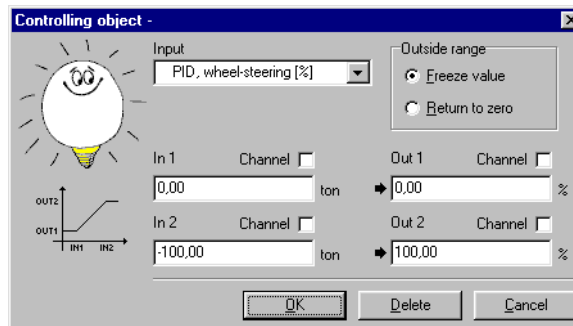 Controlling object -
Input
PID, wheel-steering [%]
Outside range
Freeze value
Return to zero
In 1 Channel
0,00 ton
Out 1 Channel
0,00 %
In 2 Channel
-100,00 ton
Out 2 Channel
100,00 %
OUT2
OUT1
IN1 IN2
OK Delete Cancel